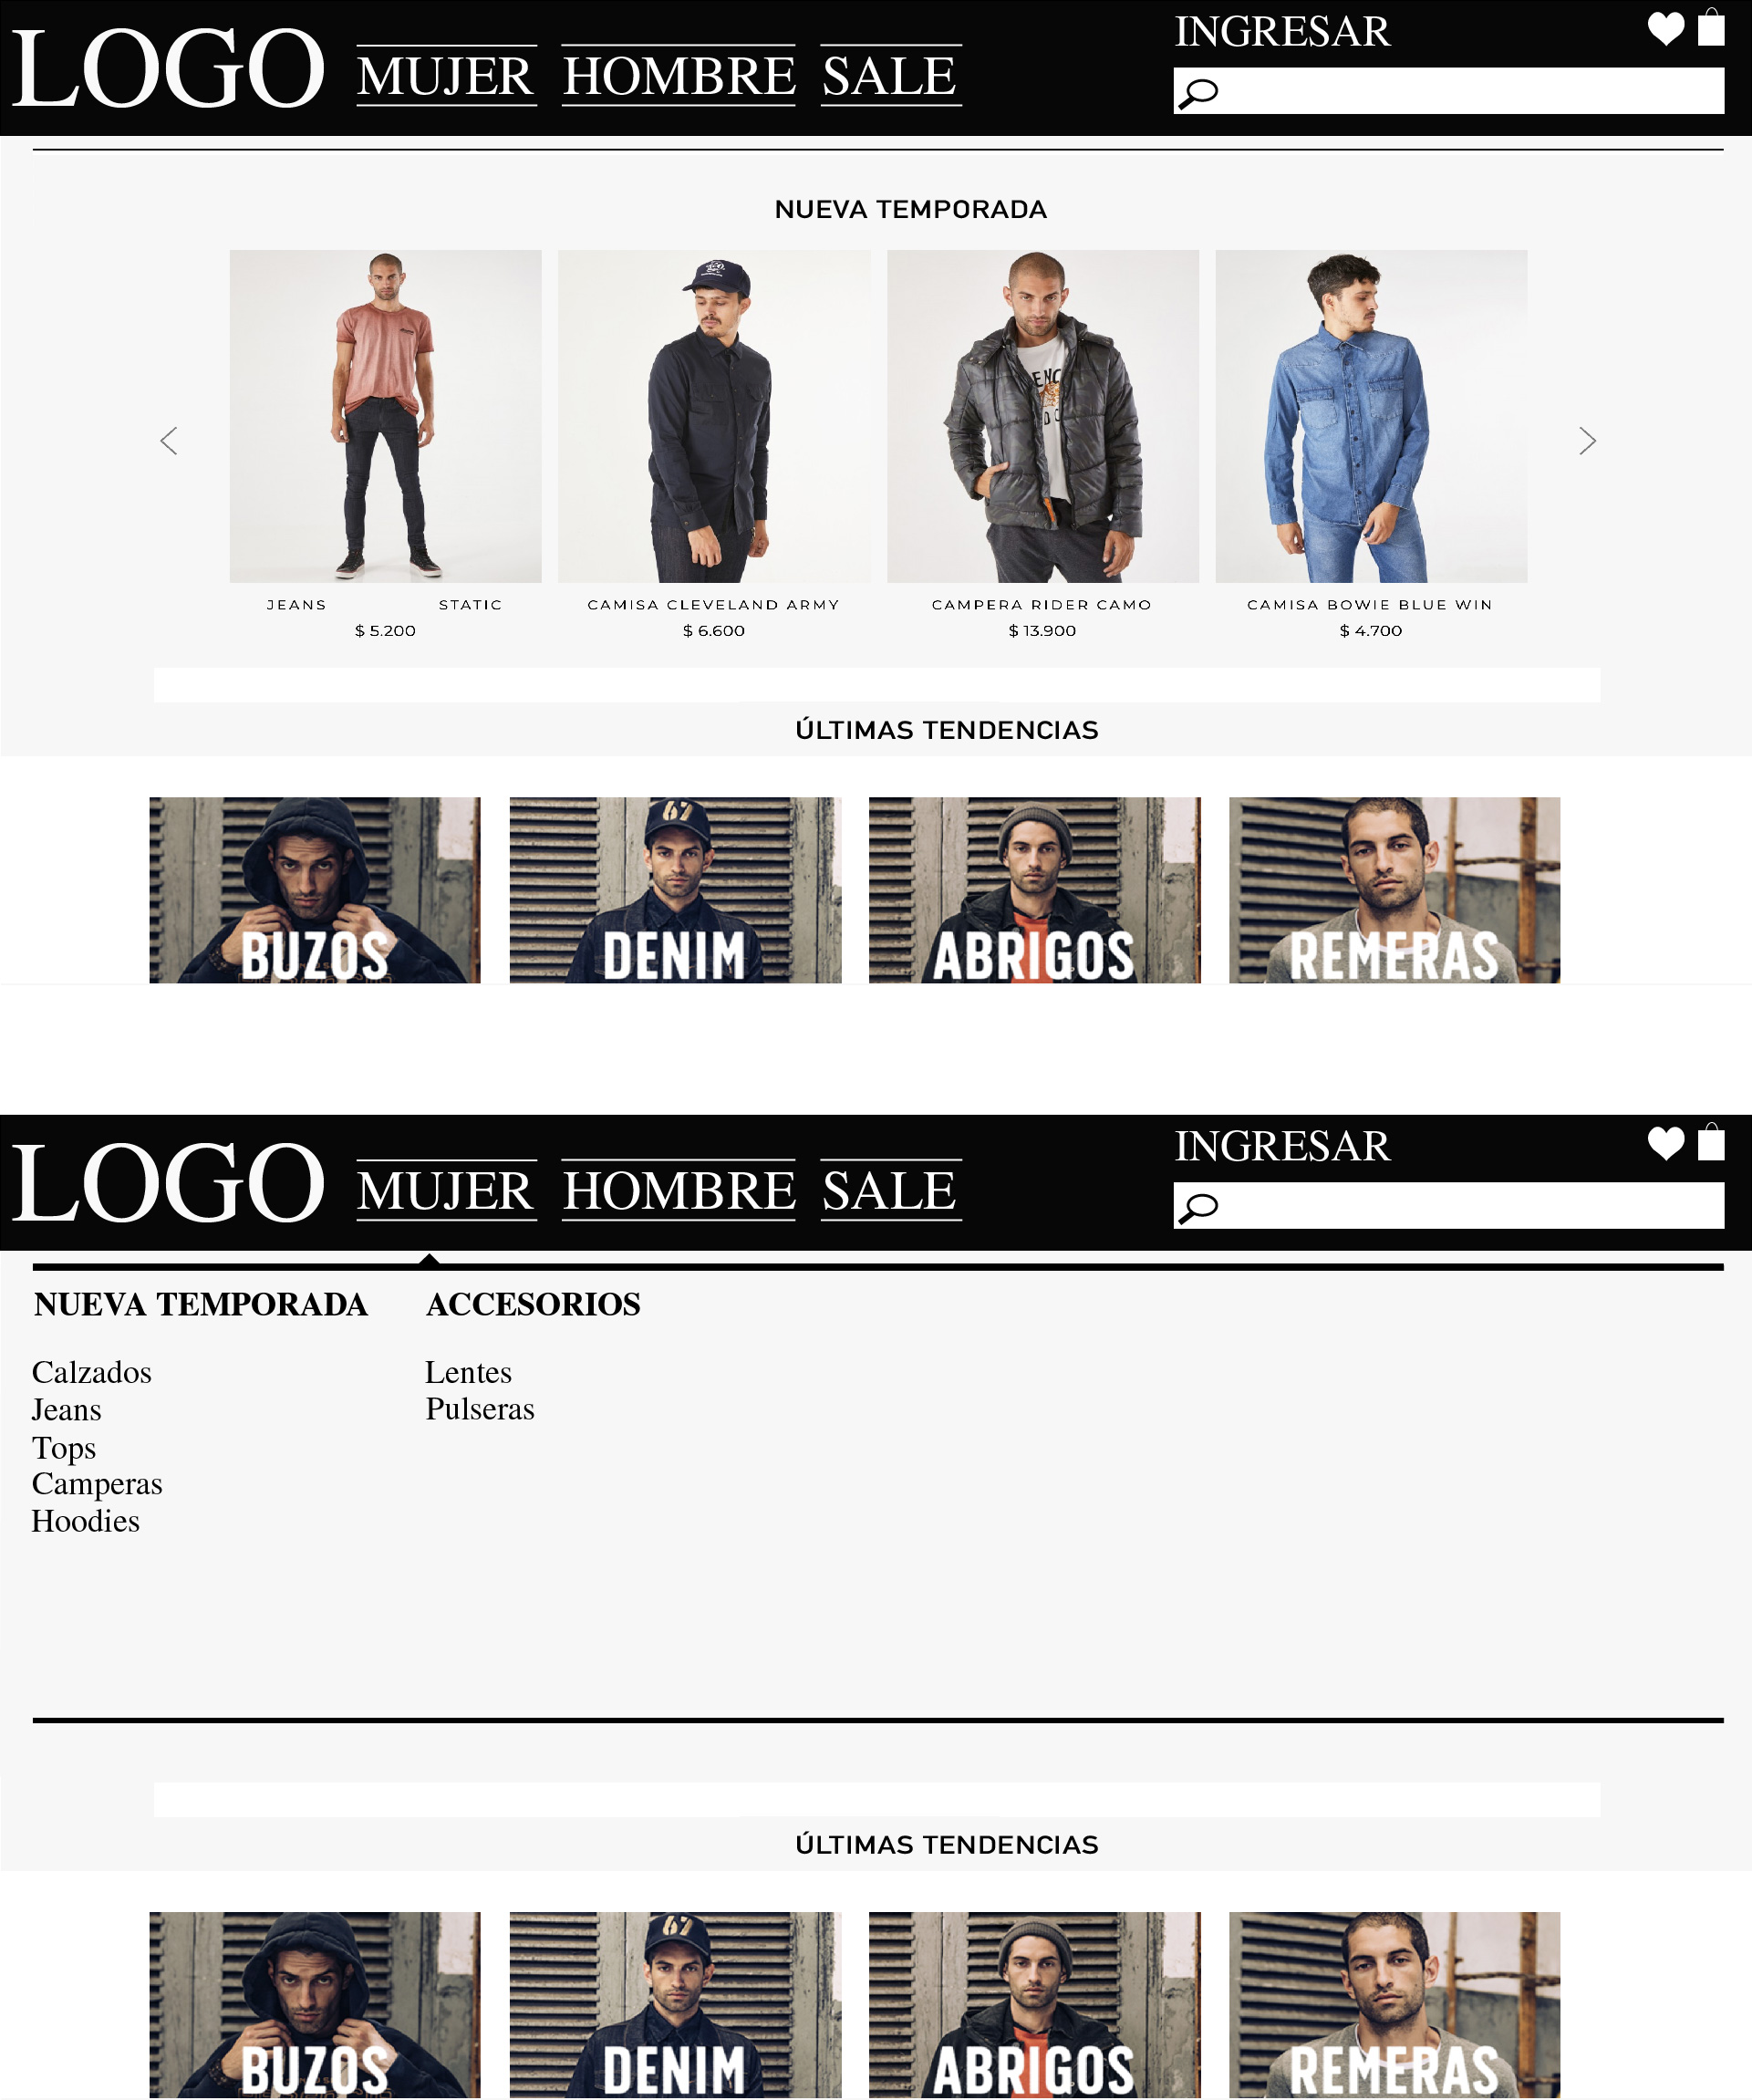 LOGO MUJER HOMBRE SALE INGRESAR
NUEVA TEMPORADA
JEANS STATIC CAMISA CLEVELAND ARMY CAMPERA RIDER CAMO CAMISA BOWIE BLUE WIN
$ 5.200 $ 6.600 $ 13.900 $ 4.700
ÚLTIMAS TENDENCIAS
67
BUZOS DENIM ABRIGOS REMERAS
LOGO MUJER HOMBRE SALE INGRESAR
NUEVA TEMPORADA ACCESORIOS
Calzados Lentes
Jeans Pulseras
Tops
Camperas
Hoodies
ÚLTIMAS TENDENCIAS
67
BUZOS DENIM ABRIGOS REMERAS